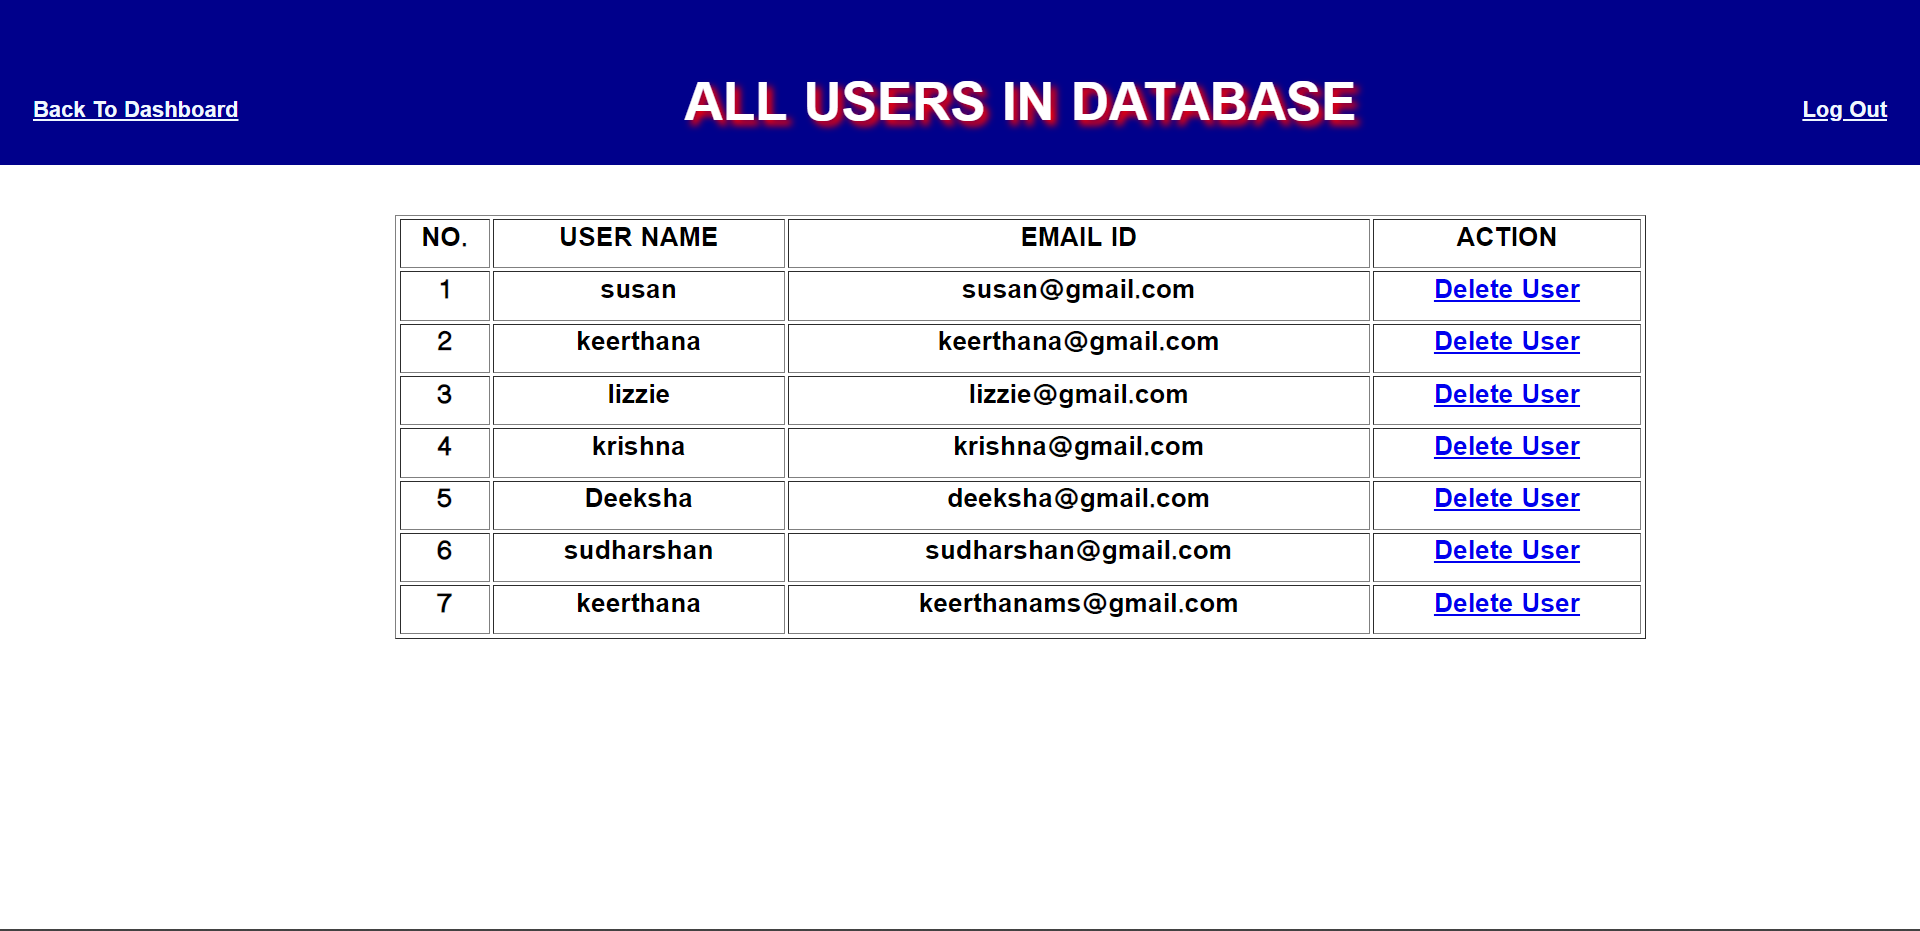 Back To Dashboard ALL USERS IN DATABASE Log Out
NO. USER NAME EMAIL ID ACTION
1 susan susan@gmail.com Delete User
2 keerthana keerthana@gmail.com Delete User
3 lizzie lizzie@gmail.com Delete User
4 krishna krishna@gmail.com Delete User
5 Deeksha deeksha@gmail.com Delete User
6 sudharshan sudharshan@gmail.com Delete User
7 keerthana keerthanams@gmail.com Delete User